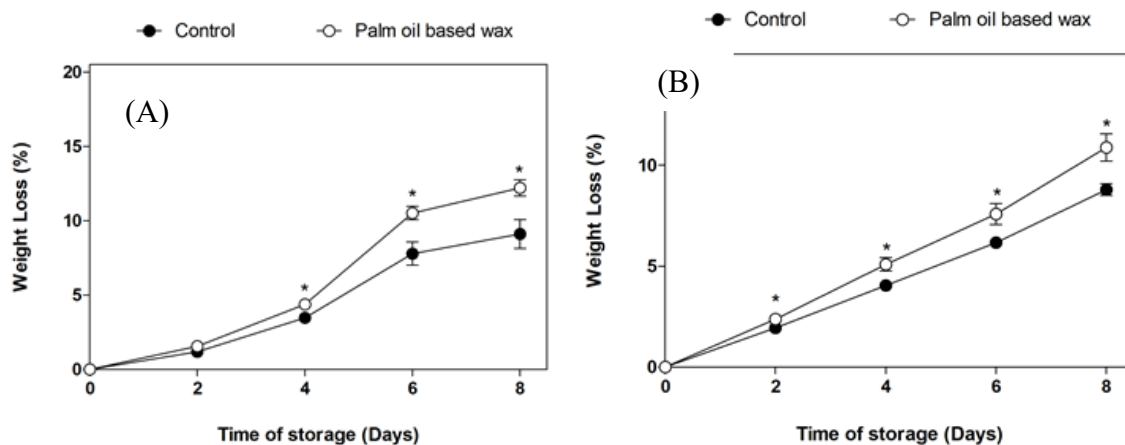 Control Palm oil based wax
(A)
Weight Loss (%)
20
15
10
5
0
*
*
*
0 2 4 6 8
Time of storage (Days)
Control Palm oil based wax
(B)
Weight Loss (%)
10
5
0
*
*
*
*
0 2 4 6 8
Time of storage (Days)